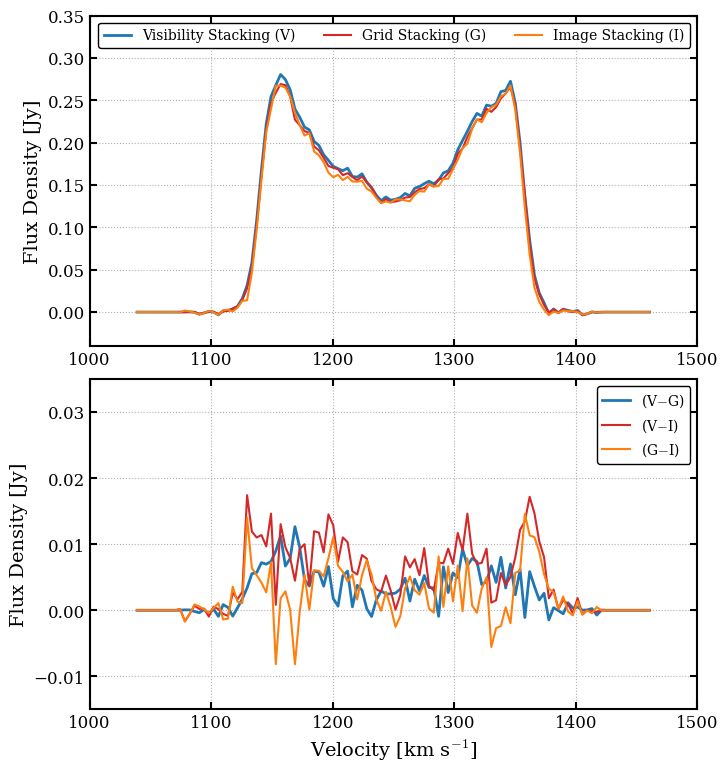 Visibility Stacking (V) Grid Stacking (G) Image Stacking (I)
0.35
0.30
0.25
0.20
0.15
0.10
0.05
0.00
Flux Density [Jy]
1000 1100 1200 1300 1400 1500
(V−G)
(V−I)
(G−I)
0.03
0.02
0.01
0.00
−0.01
Flux Density [Jy]
1000 1100 1200 1300 1400 1500
Velocity [km s⁻¹]